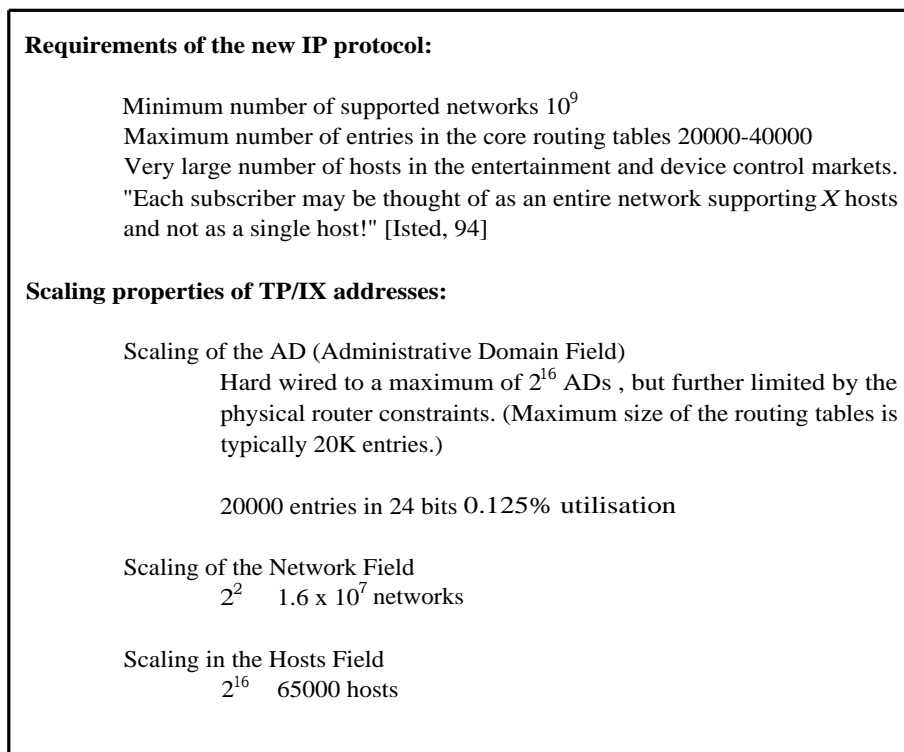 Requirements of the new IP protocol:
Minimum number of supported networks 10⁹
Maximum number of entries in the core routing tables 20000-40000
Very large number of hosts in the entertainment and device control markets.
"Each subscriber may be thought of as an entire network supporting X hosts
and not as a single host!" [Isted, 94]
Scaling properties of TP/IX addresses:
Scaling of the AD (Administrative Domain Field)
Hard wired to a maximum of 2¹⁶ ADs , but further limited by the
physical router constraints. (Maximum size of the routing tables is
typically 20K entries.)
20000 entries in 24 bits 0.125% utilisation
Scaling of the Network Field
2² 1.6 x 10⁷ networks
Scaling in the Hosts Field
2¹⁶ 65000 hosts